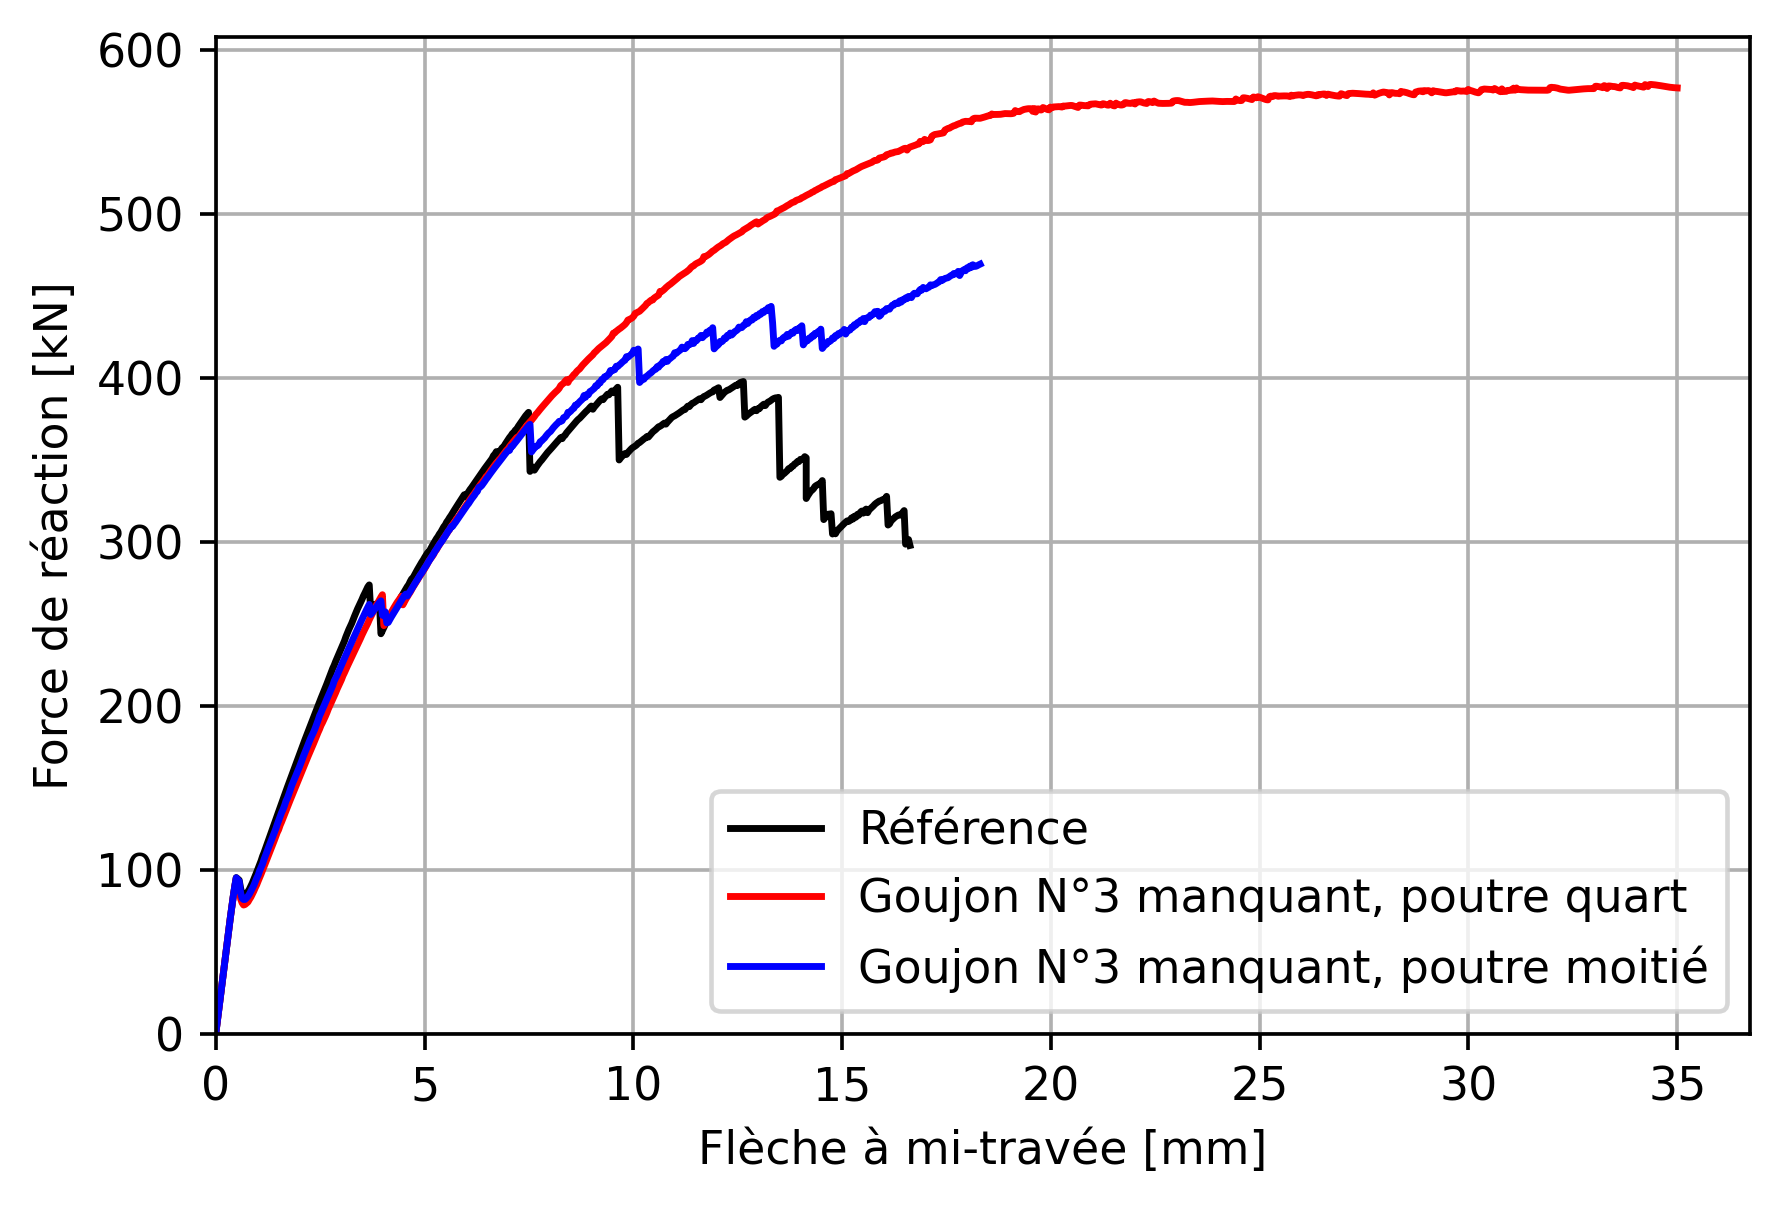 600
500
400
300
200
100
0
Force de réaction [kN]
0 5 10 15 20 25 30 35
Flèche à mi-travée [mm]
Référence
Goujon N°3 manquant, poutre quart
Goujon N°3 manquant, poutre moitié